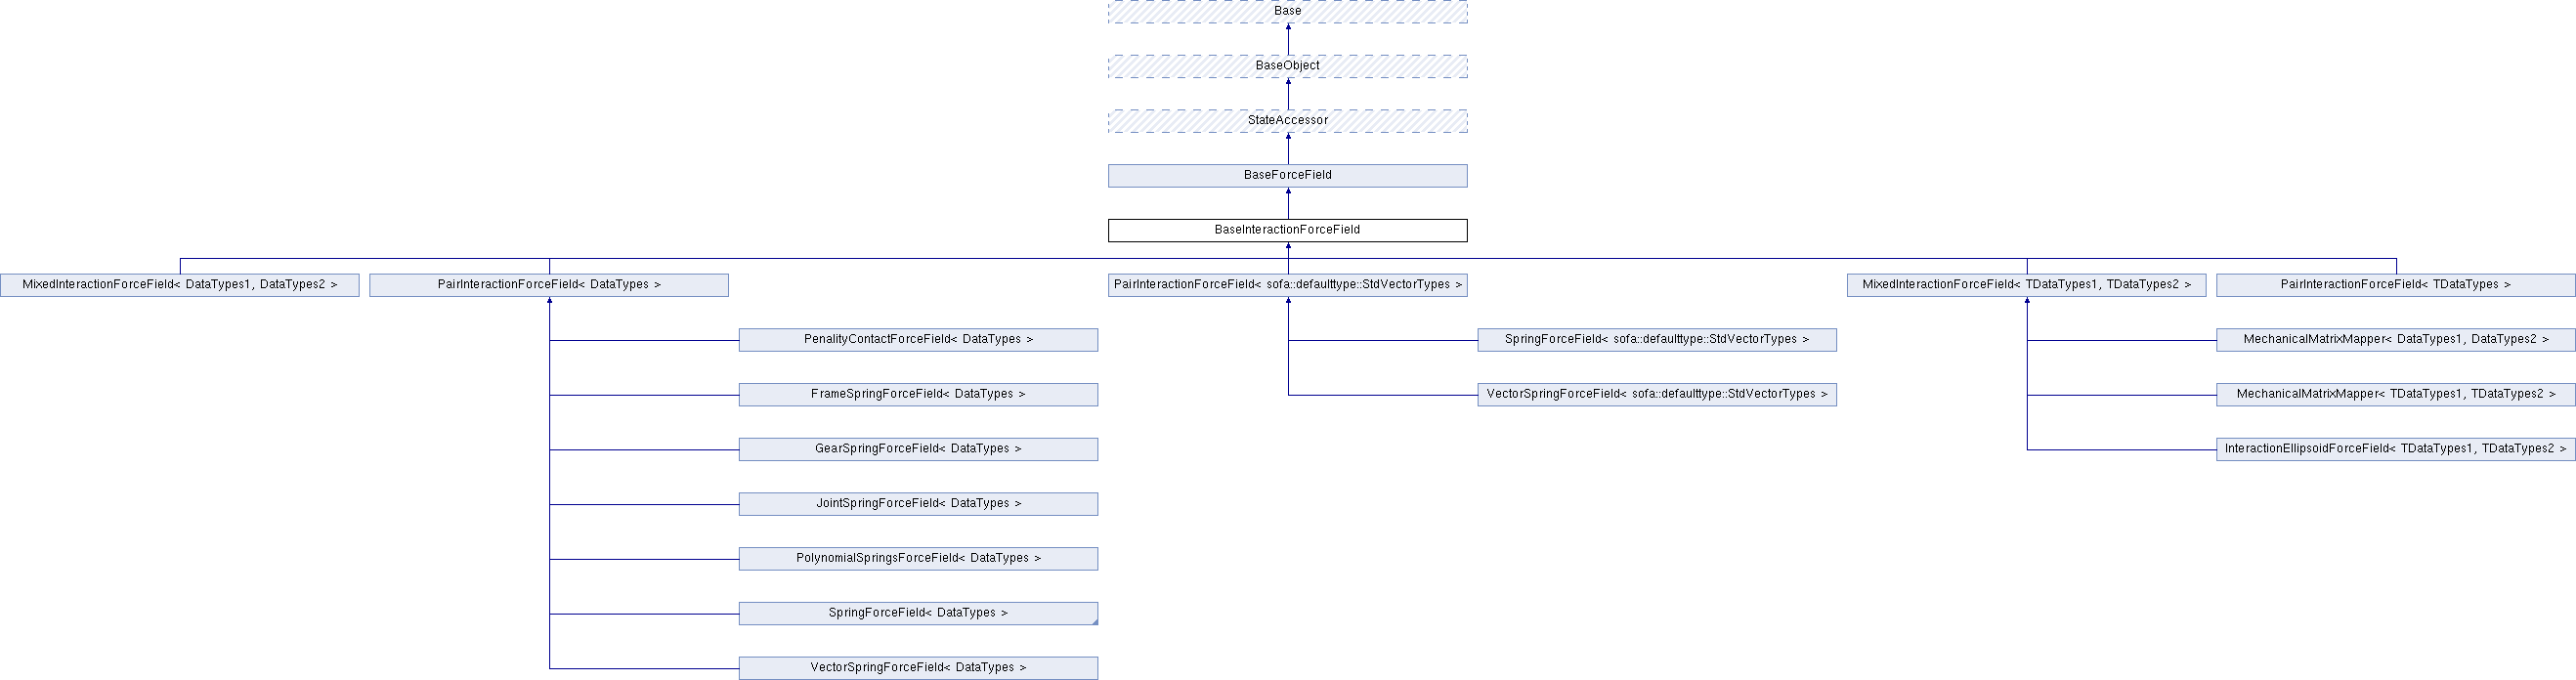 Base
BaseObject
StateAccessor
BaseForceField
BaseInteractionForceField
MixedInteractionForceField< DataTypes1, DataTypes2 >
PairInteractionForceField< DataTypes >
PairInteractionForceField< sofa::defaulttype::StdVectorTypes >
MixedInteractionForceField< TDataTypes1, TDataTypes2 >
PairInteractionForceField< TDataTypes >
PenalityContactForceField< DataTypes >
SpringForceField< sofa::defaulttype::StdVectorTypes >
MechanicalMatrixMapper< DataTypes1, DataTypes2 >
FrameSpringForceField< DataTypes >
VectorSpringForceField< sofa::defaulttype::StdVectorTypes >
MechanicalMatrixMapper< TDataTypes1, TDataTypes2 >
GearSpringForceField< DataTypes >
InteractionEllipsoidForceField< TDataTypes1, TDataTypes2 >
JointSpringForceField< DataTypes >
PolynomialSpringsForceField< DataTypes >
SpringForceField< DataTypes >
VectorSpringForceField< DataTypes >